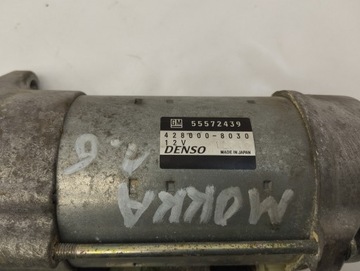 GM 55572439
428000-8030
12V
DENSO MADE IN JAPAN
MOKKA
1.6